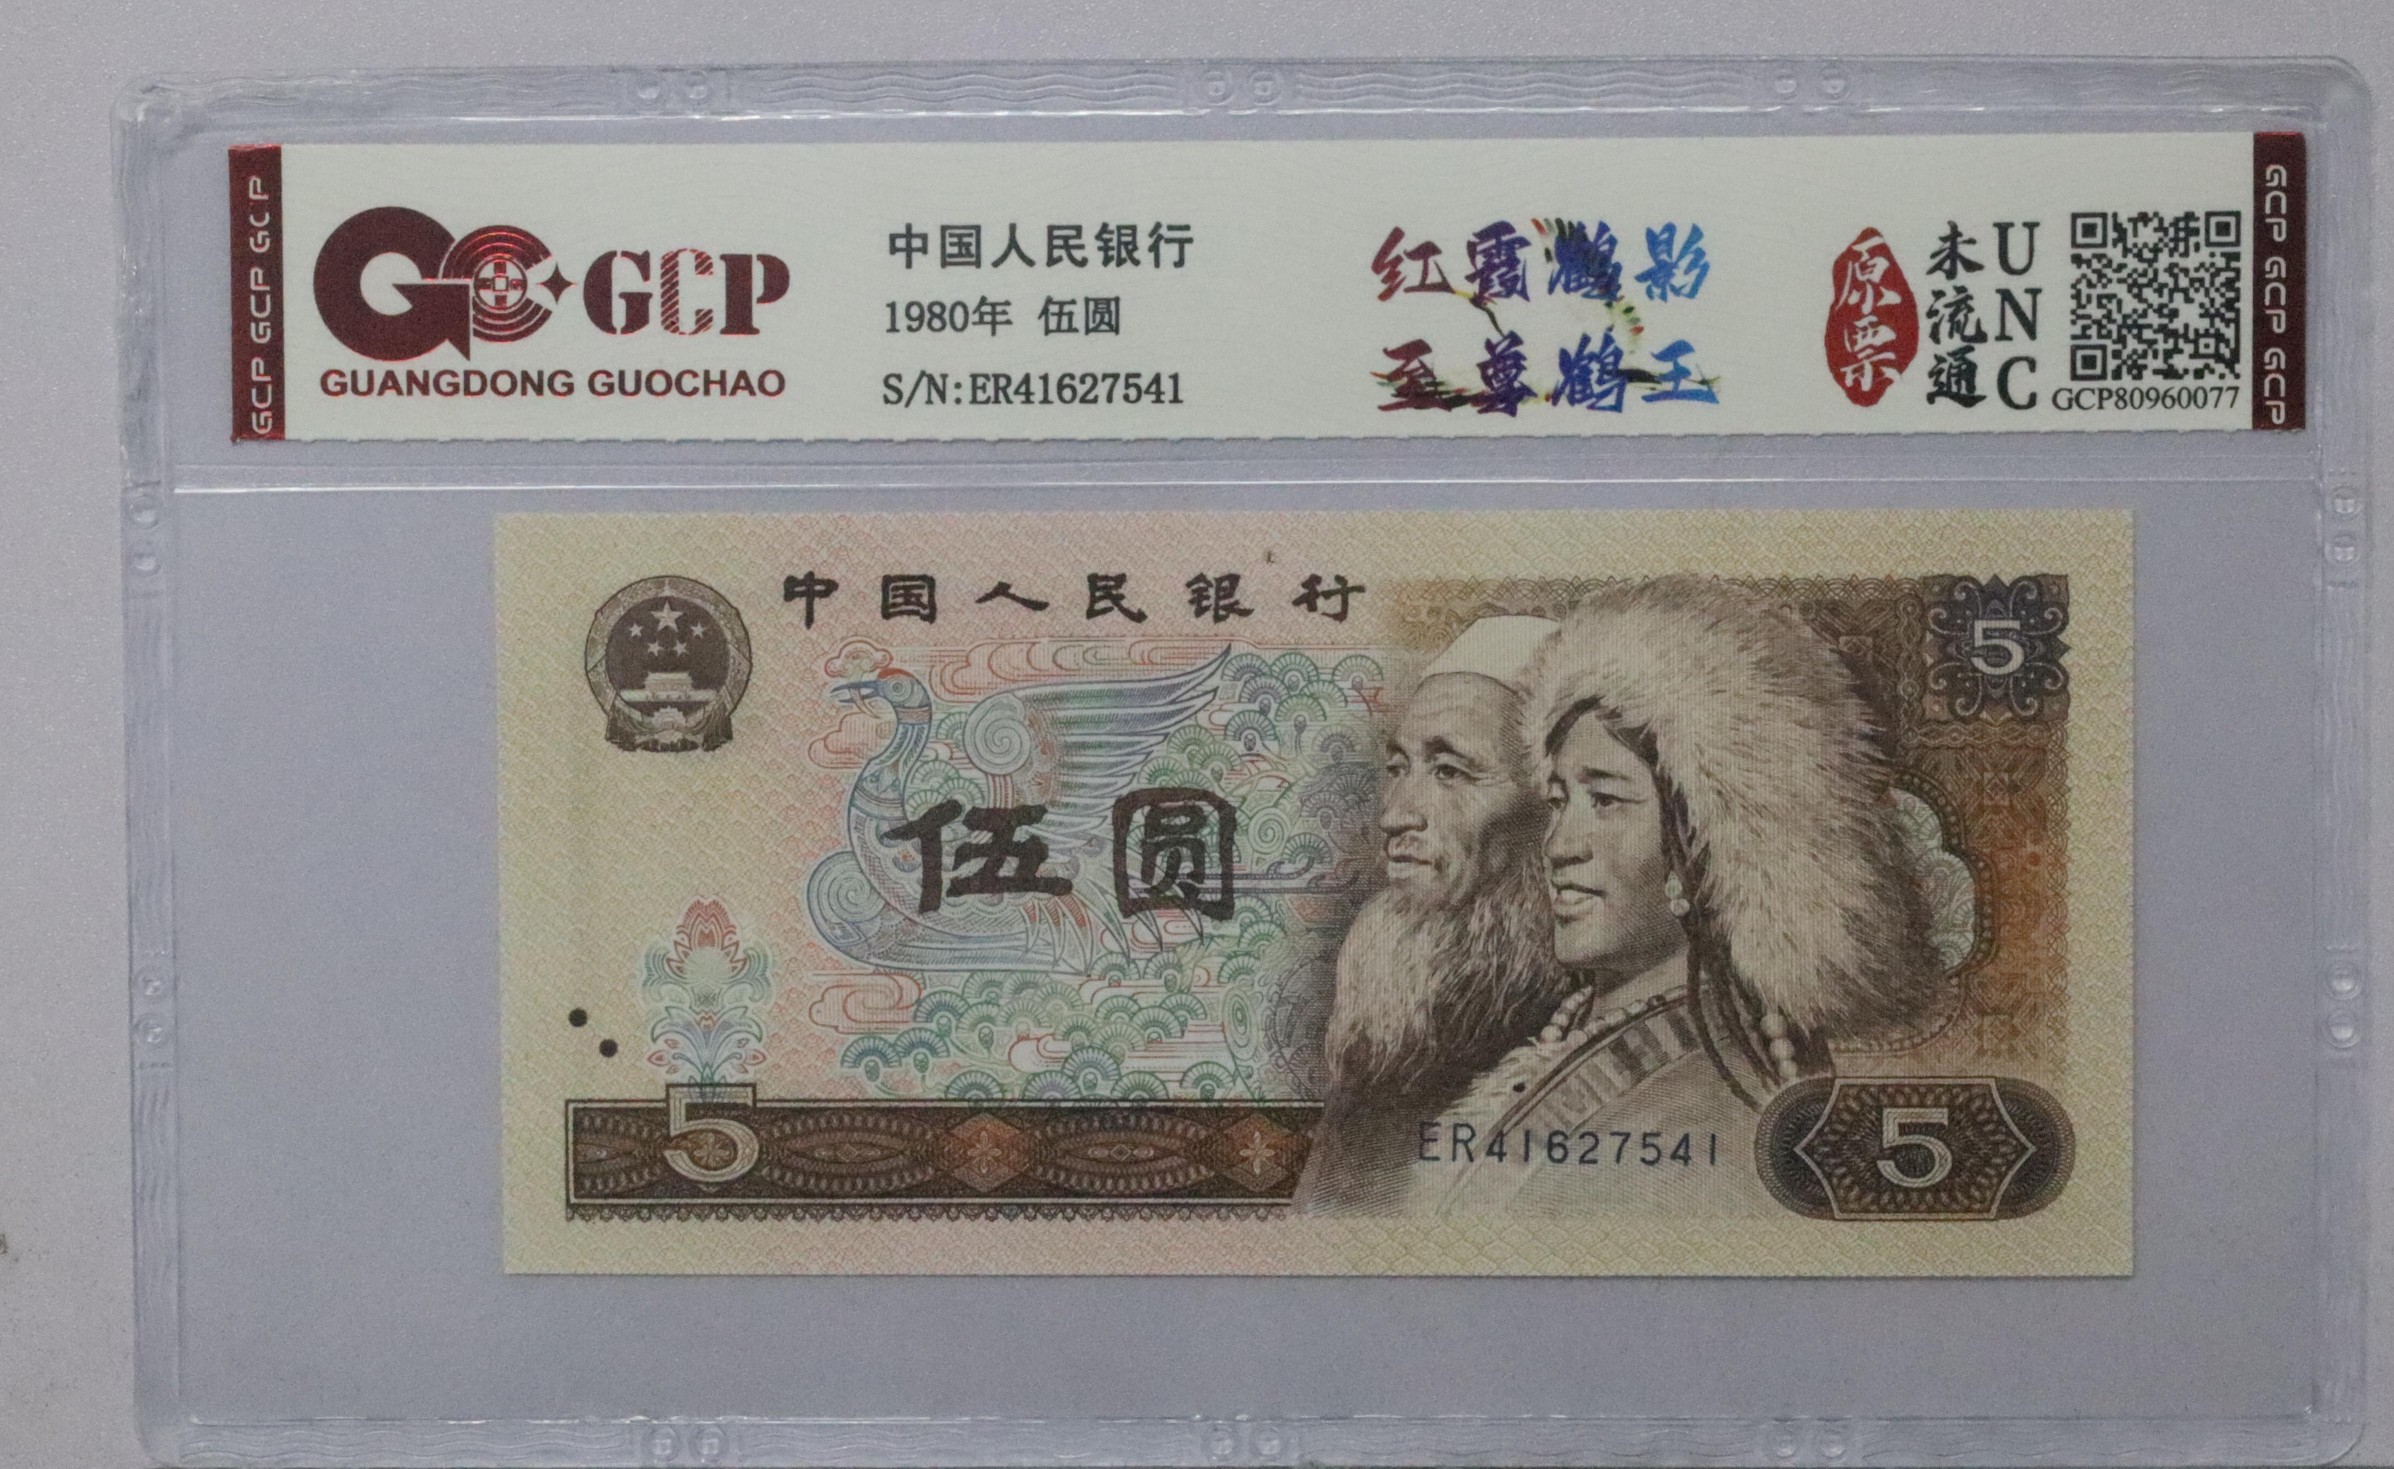 GCP GCP GCP
GCP
GUANGDONG GUOCHAO
中国人民银行
1980年 伍圆
S/N:ER41627541
红霞鹤影
至尊鹤王
原票
未流通
UNC
GCP80960077
GCP GCP GCP
中国人民银行
5
伍圆
5
ER41627541
5